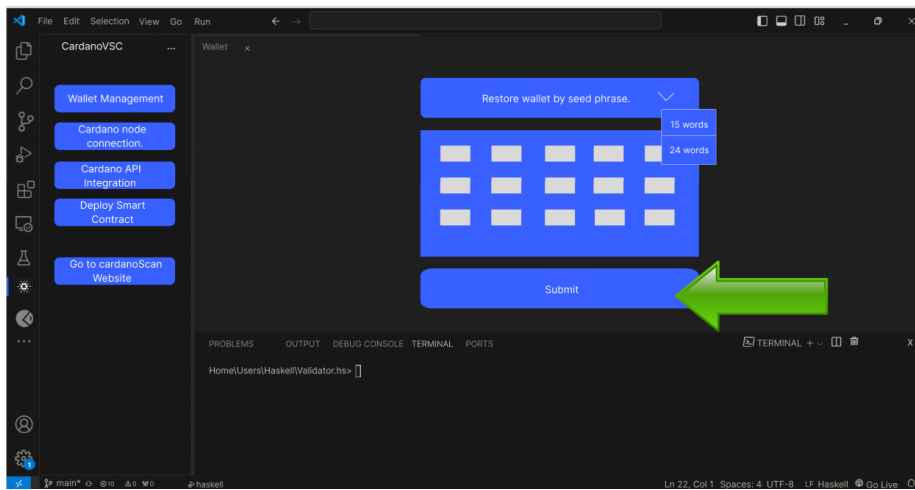 File Edit Selection View Go Run
CardanoVSC ...
Wallet x
Wallet Management
Cardano node
connection.
Cardano API
Integration
Deploy Smart
Contract
Go to cardanoScan
Website
Restore wallet by seed phrase.
15 words
24 words
Submit
PROBLEMS OUTPUT DEBUG CONSOLE TERMINAL PORTS
TERMINAL
Home\Users\Haskell\Validator.hs>
1
main* 10 0 0 haskell Ln 22, Col 1 Spaces: 4 UTF-8 LF Haskell Go Live